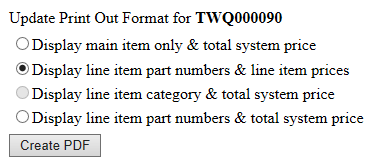 Update Print Out Format for TWQ000090
Display main item only & total system price
Display line item part numbers & line item prices
Display line item category & total system price
Display line item part numbers & total system price
Create PDF